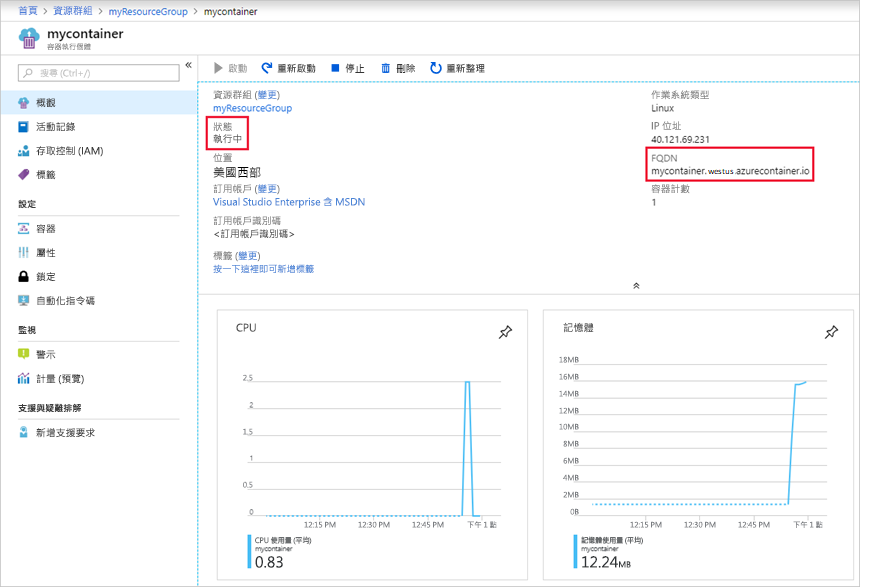 首頁 > 資源群組 > myResourceGroup > mycontainer
mycontainer
容器執行個體
搜尋 (Ctrl+/)
«
概觀
活動記錄
存取控制 (IAM)
標籤
設定
容器
屬性
鎖定
自動化指令碼
監視
警示
計量 (預覽)
支援與疑難排解
新增支援要求
啟動 重新啟動 停止 刪除 重新整理
資源群組 (變更)
myResourceGroup
狀態
執行中
位置
美國西部
訂用帳戶 (變更)
Visual Studio Enterprise 含 MSDN
訂用帳戶識別碼
<訂用帳戶識別碼>
標籤 (變更)
按一下這裡即可新增標籤
作業系統類型
Linux
IP 位址
40.121.69.231
FQDN
mycontainer.westus.azurecontainer.io
容器計數
1
CPU
2.5
2
1.5
1
0.5
0
12:15 PM 12:30 PM 12:45 PM 下午 1 點
CPU 使用量 (平均)
mycontainer
0.83
記憶體
18MB
16MB
14MB
12MB
10MB
8MB
6MB
4MB
2MB
0B
12:15 PM 12:30 PM 12:45 PM 下午 1 點
記憶體使用量 (平均)
mycontainer
12.24MB